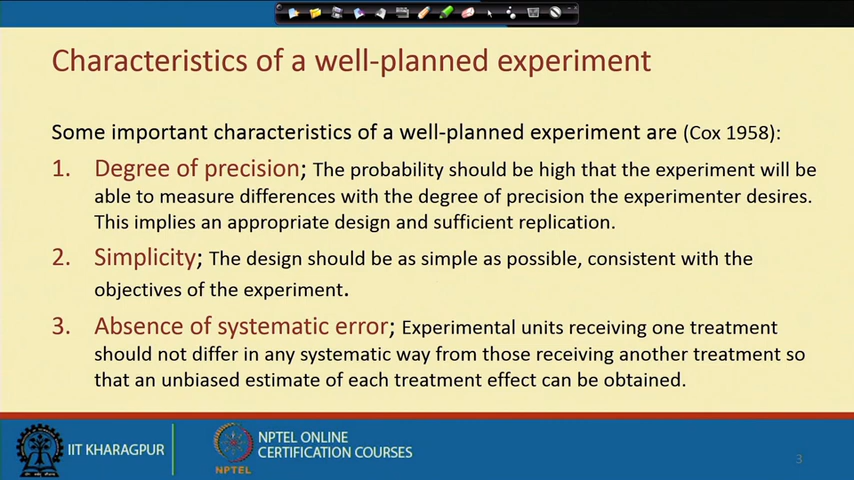 Characteristics of a well-planned experiment
Some important characteristics of a well-planned experiment are (Cox 1958):
1. Degree of precision; The probability should be high that the experiment will be
able to measure differences with the degree of precision the experimenter desires.
This implies an appropriate design and sufficient replication.
2. Simplicity; The design should be as simple as possible, consistent with the
objectives of the experiment.
3. Absence of systematic error; Experimental units receiving one treatment
should not differ in any systematic way from those receiving another treatment so
that an unbiased estimate of each treatment effect can be obtained.
IIT KHARAGPUR
NPTEL
NPTEL ONLINE
CERTIFICATION COURSES
3